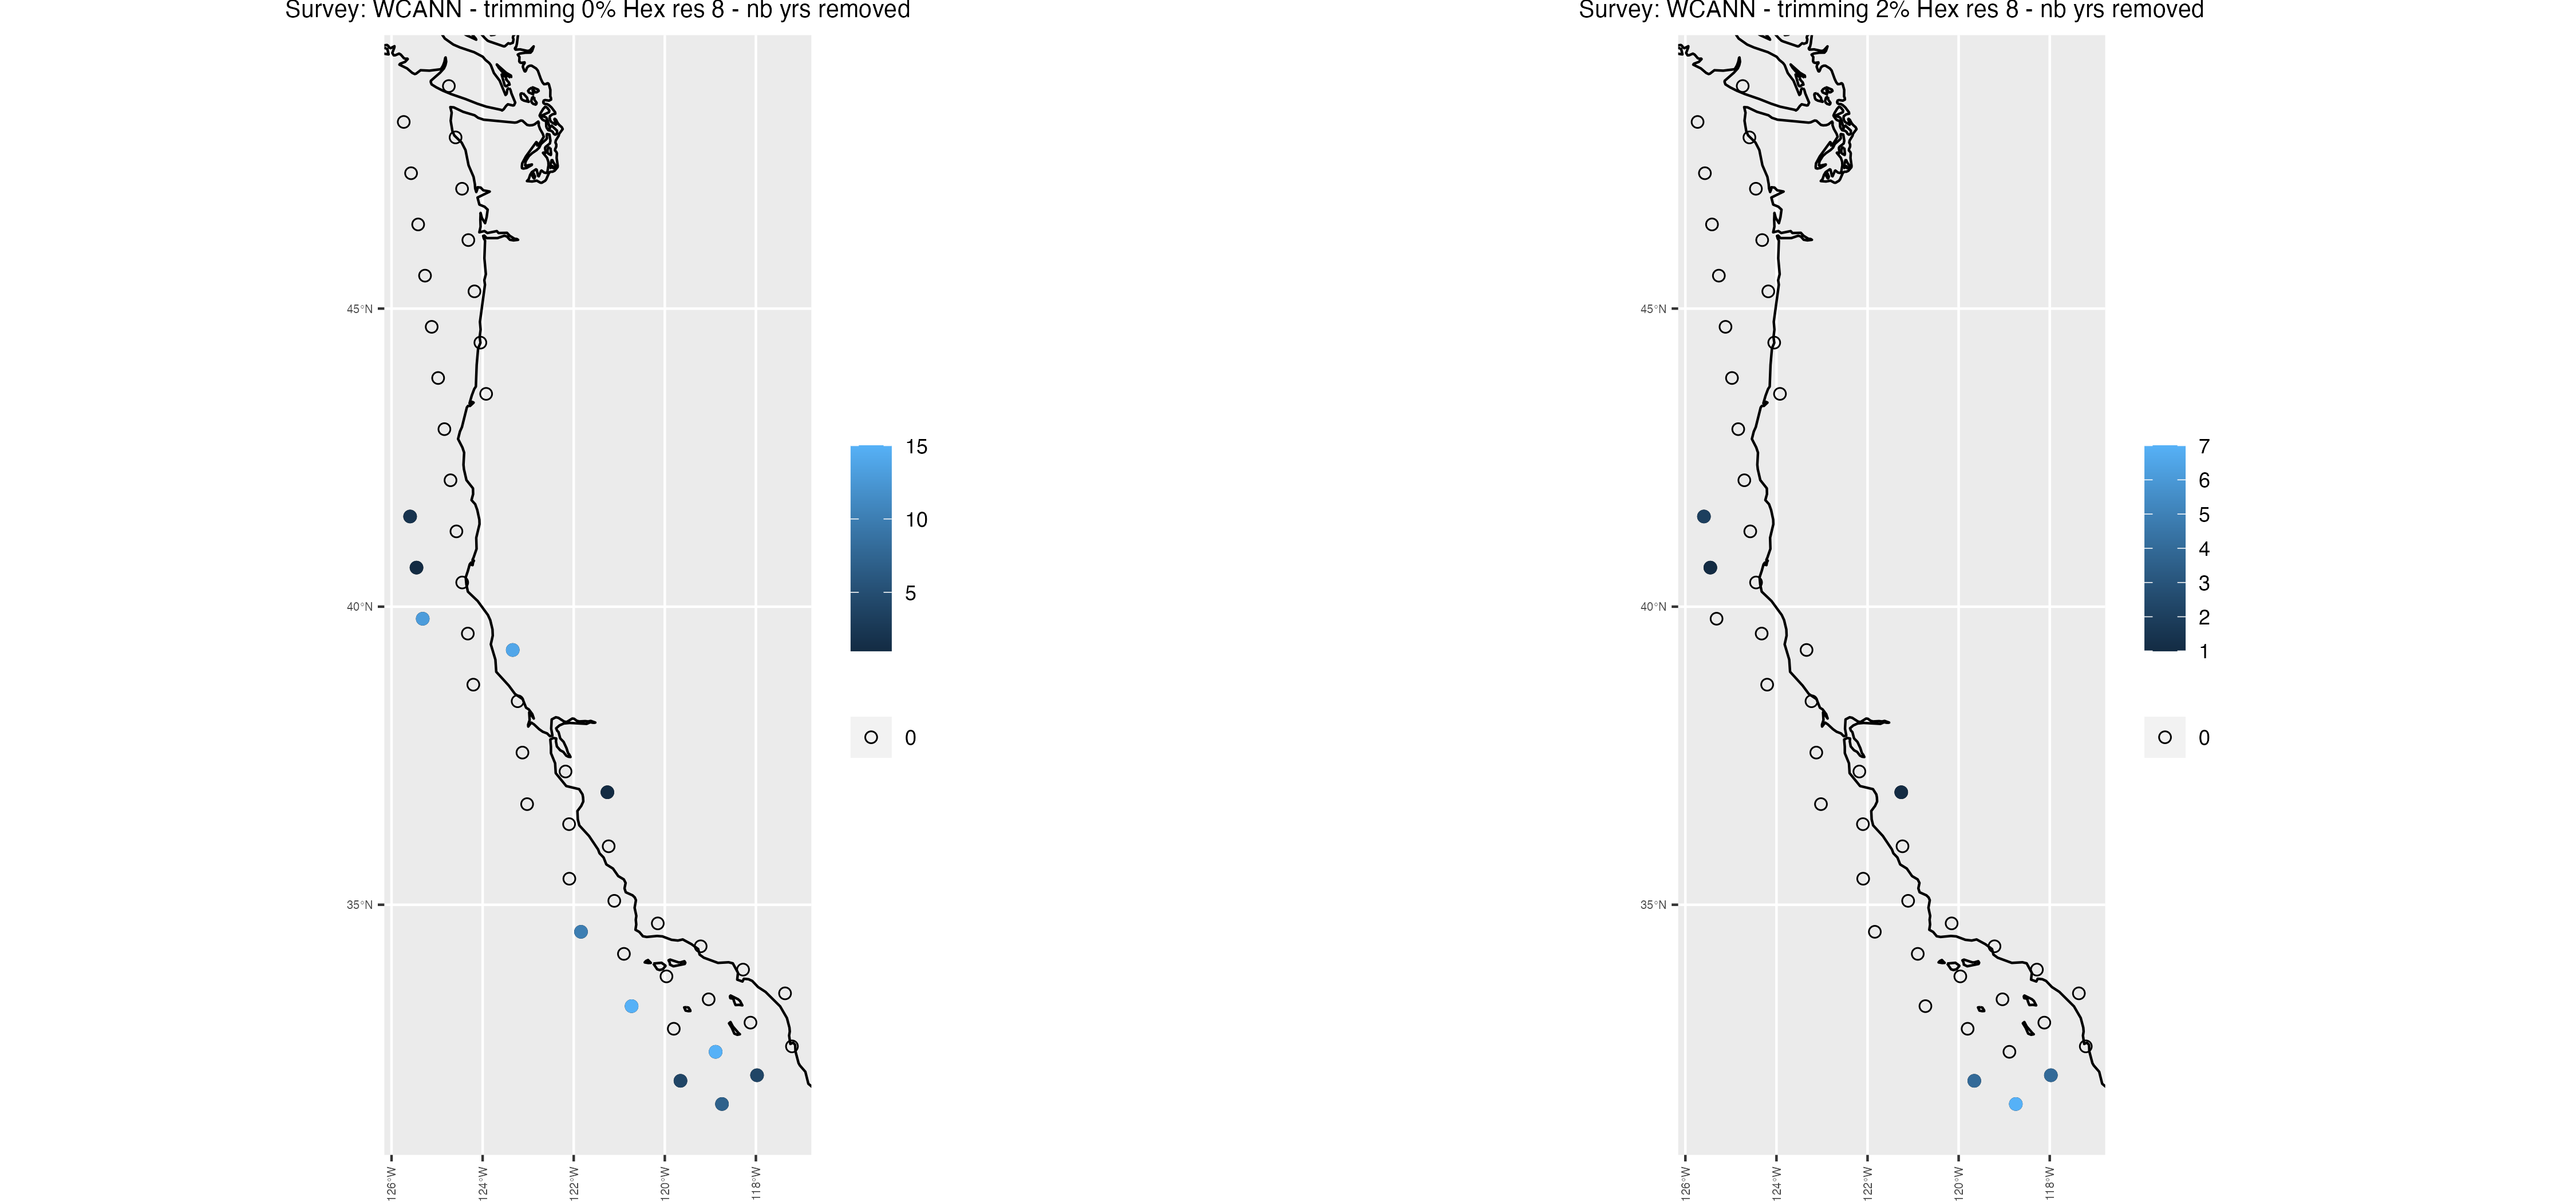 Survey: WCANN - trimming 0% Hex res 8 - nb yrs removed
45°N
40°N
35°N
126°W
124°W
122°W
120°W
118°W
15
10
5
0
Survey: WCANN - trimming 2% Hex res 8 - nb yrs removed
45°N
40°N
35°N
126°W
124°W
122°W
120°W
118°W
7
6
5
4
3
2
1
0